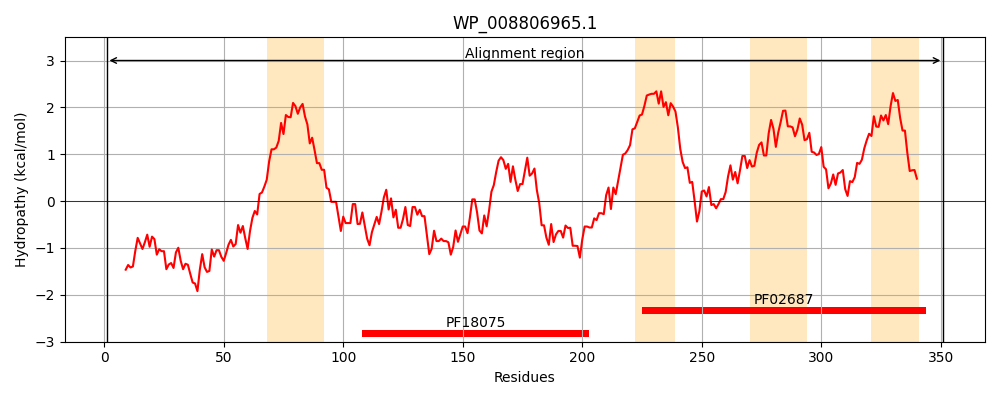 WP_008806965.1
Alignment region
3
2
1
0
−1
−2
−3
Hydropathy (kcal/mol)
PF02687
PF18075
0
50
100
150
200
250
300
350
Residues